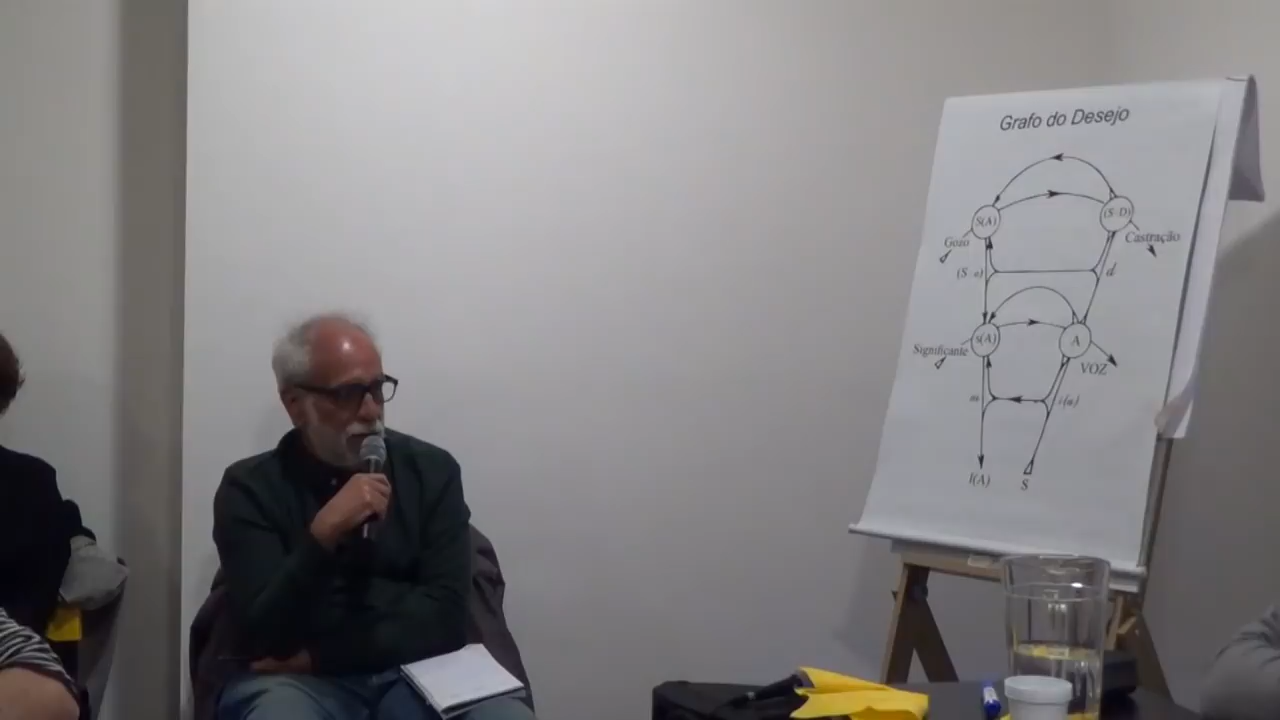 Grafo do Desejo
S(A)
(S◇D)
Gozo
Castração
(S◇a)
d
s(A)
A
Significante
VOZ
m
i(a)
I(A)
S